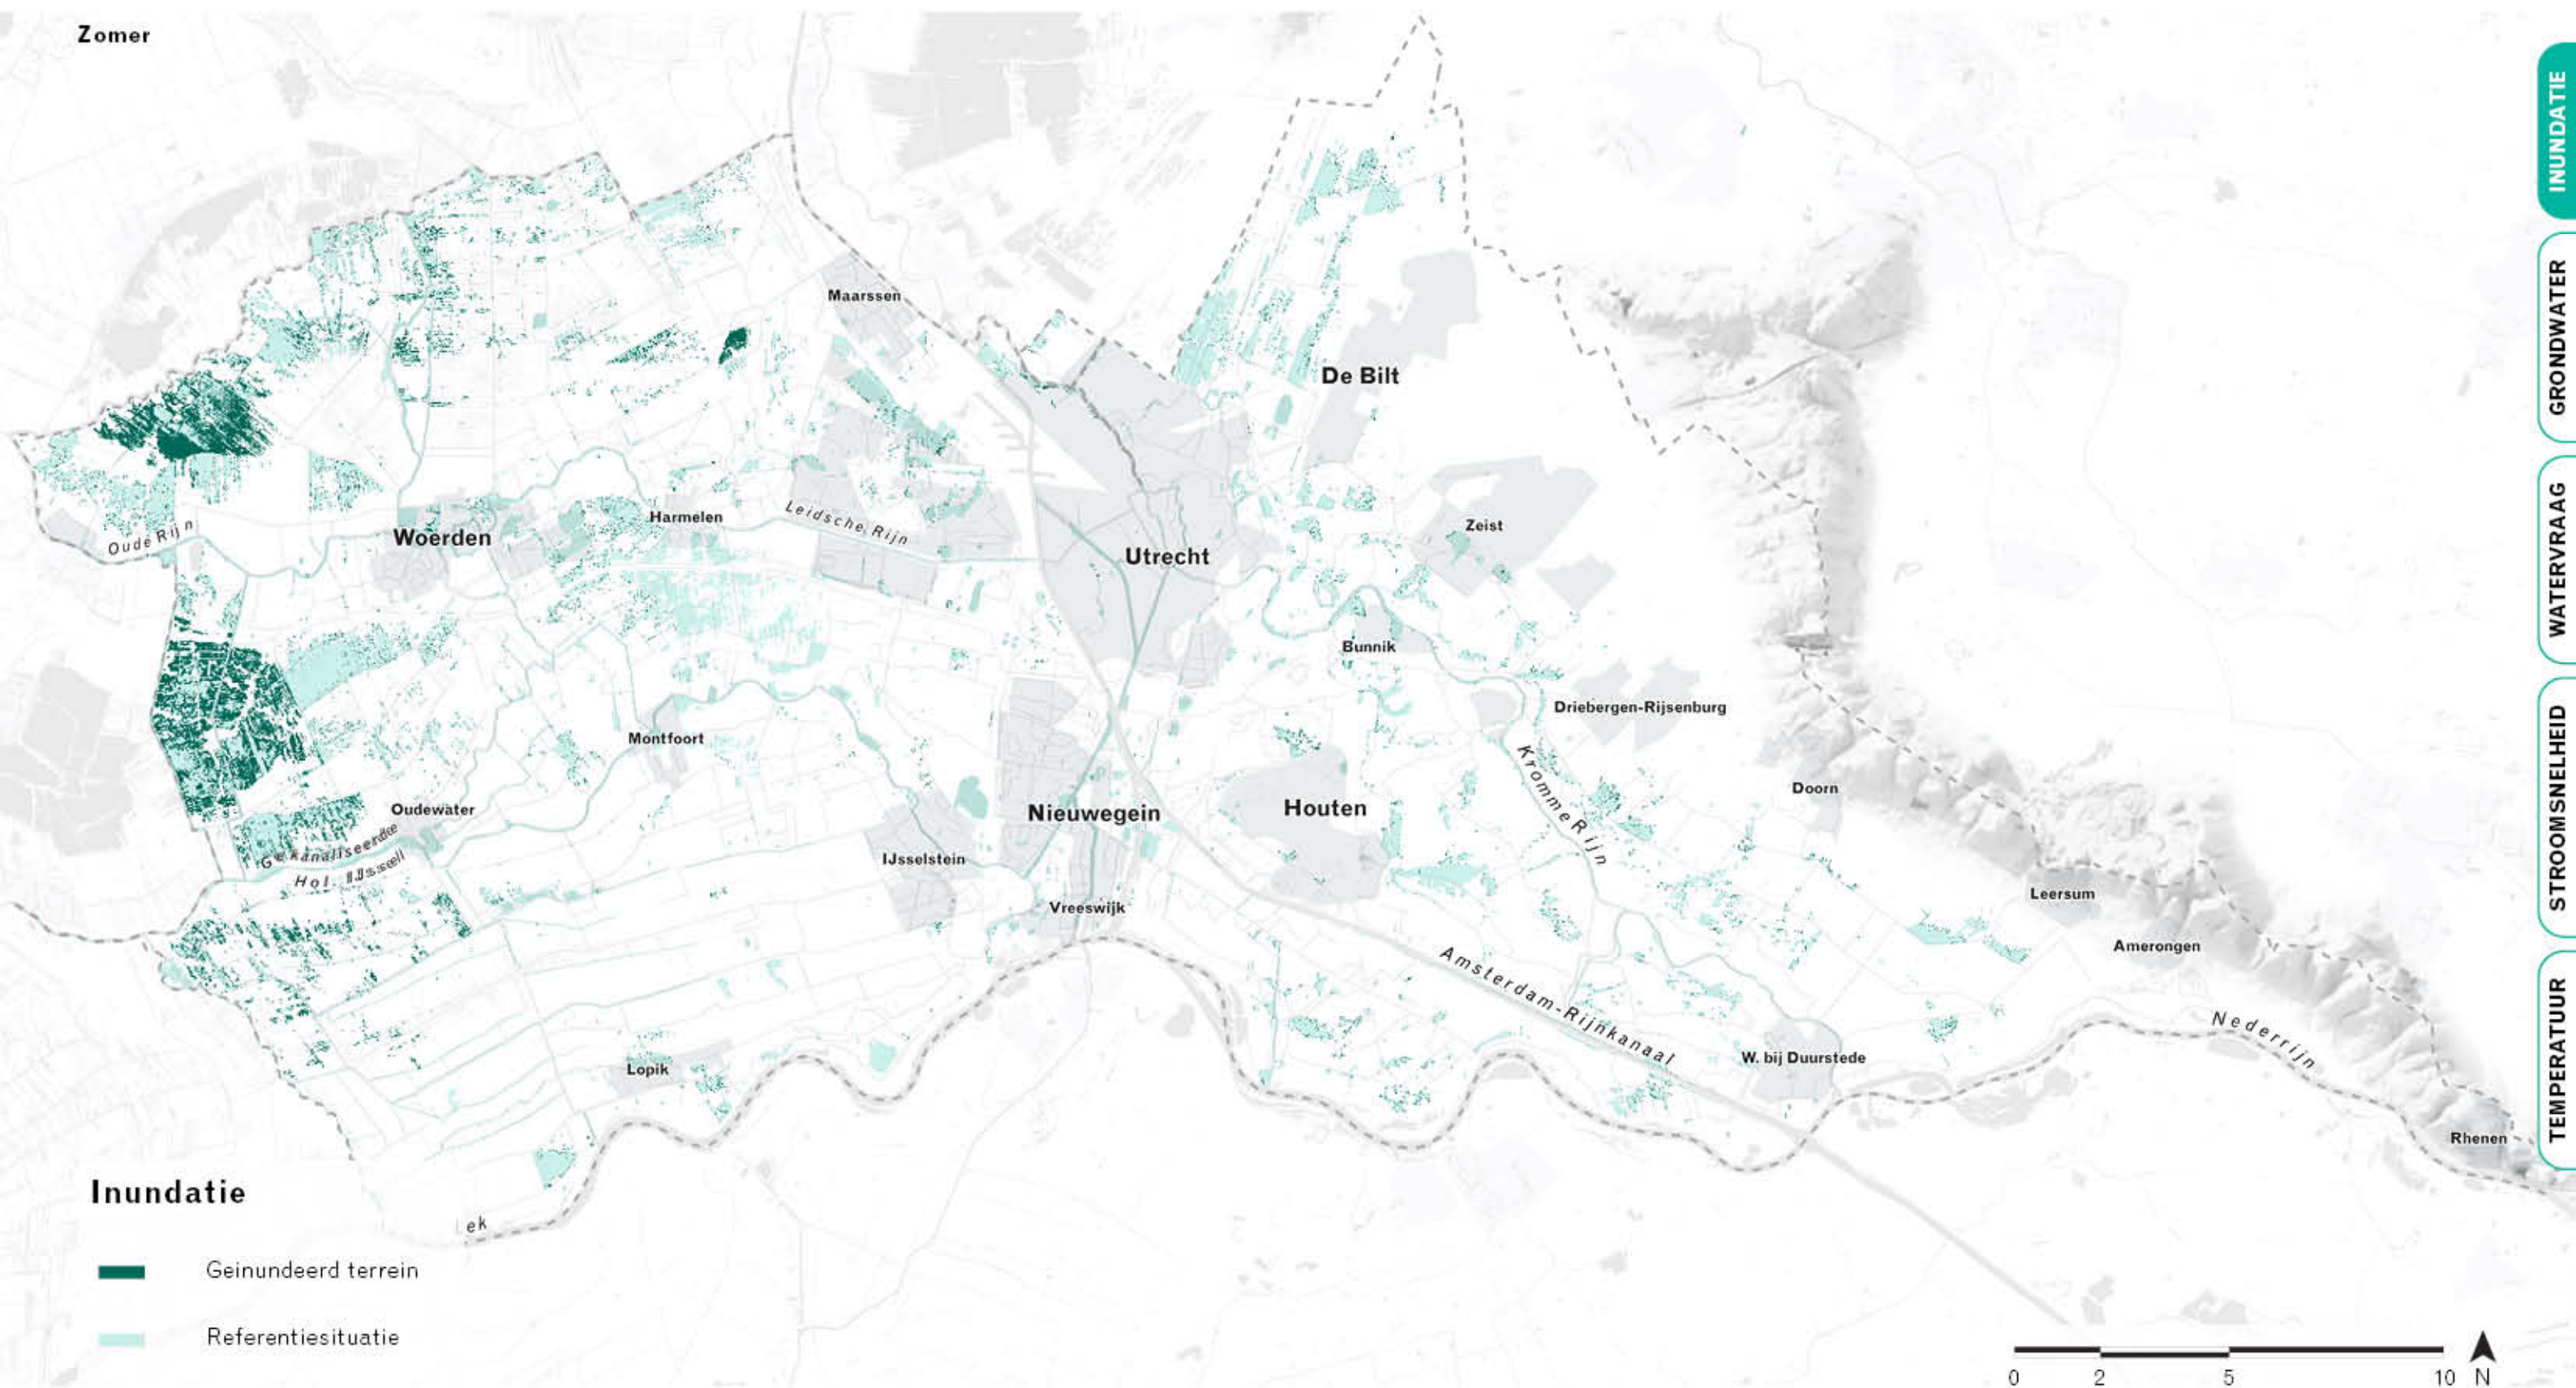 Zomer
INUNDATIE
GRONDWATER
WATERVRAAG
STROOMSNELHEID
TEMPERATUUR
Maarssen
De Bilt
Harmelen
Leidsche Rijn
Woerden
Oude Rijn
Utrecht
Zeist
Bunnik
Driebergen-Rijsenburg
Montfoort
Kromme Rijn
Doorn
Oudewater
Nieuwegein
Houten
Gekanaliseerde
Hol. IJssel
IJsselstein
Vreeswijk
Leersum
Amerongen
Amsterdam-Rijnkanaal
Nederrijn
Lopik
W. bij Duurstede
Rhenen
Lek
Inundatie
Geinundeerd terrein
Referentiesituatie
0 2 5 10 N